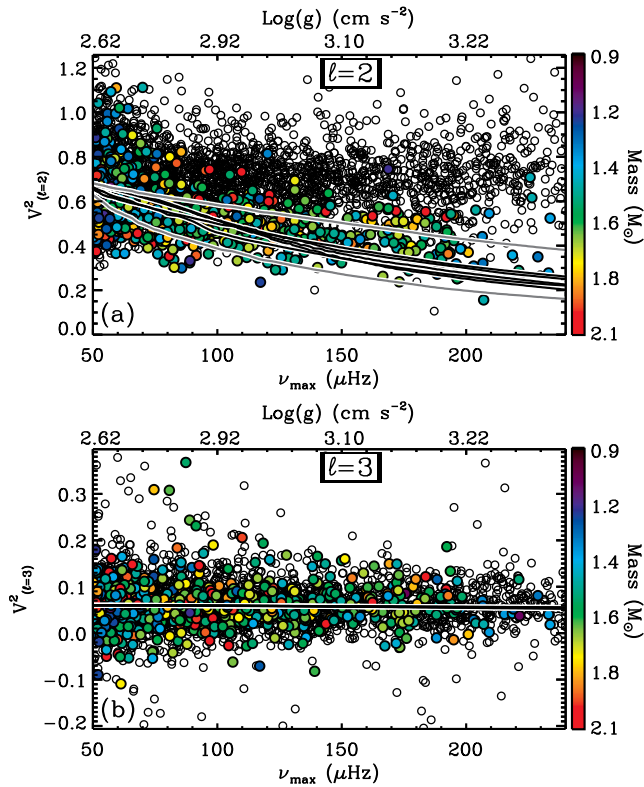 Log(g) (cm s⁻²)
2.62 2.92 3.10 3.22
ℓ=2
1.2
1.0
0.8
0.6
0.4
0.2
0.0
V²(ℓ=2)
(a)
50 100 150 200
ν_max (μHz)
0.9
1.2
1.4
1.6
1.8
2.1
Mass (M⊙)
Log(g) (cm s⁻²)
2.62 2.92 3.10 3.22
ℓ=3
0.3
0.2
0.1
0.0
-0.1
-0.2
V²(ℓ=3)
(b)
50 100 150 200
ν_max (μHz)
0.9
1.2
1.4
1.6
1.8
2.1
Mass (M⊙)